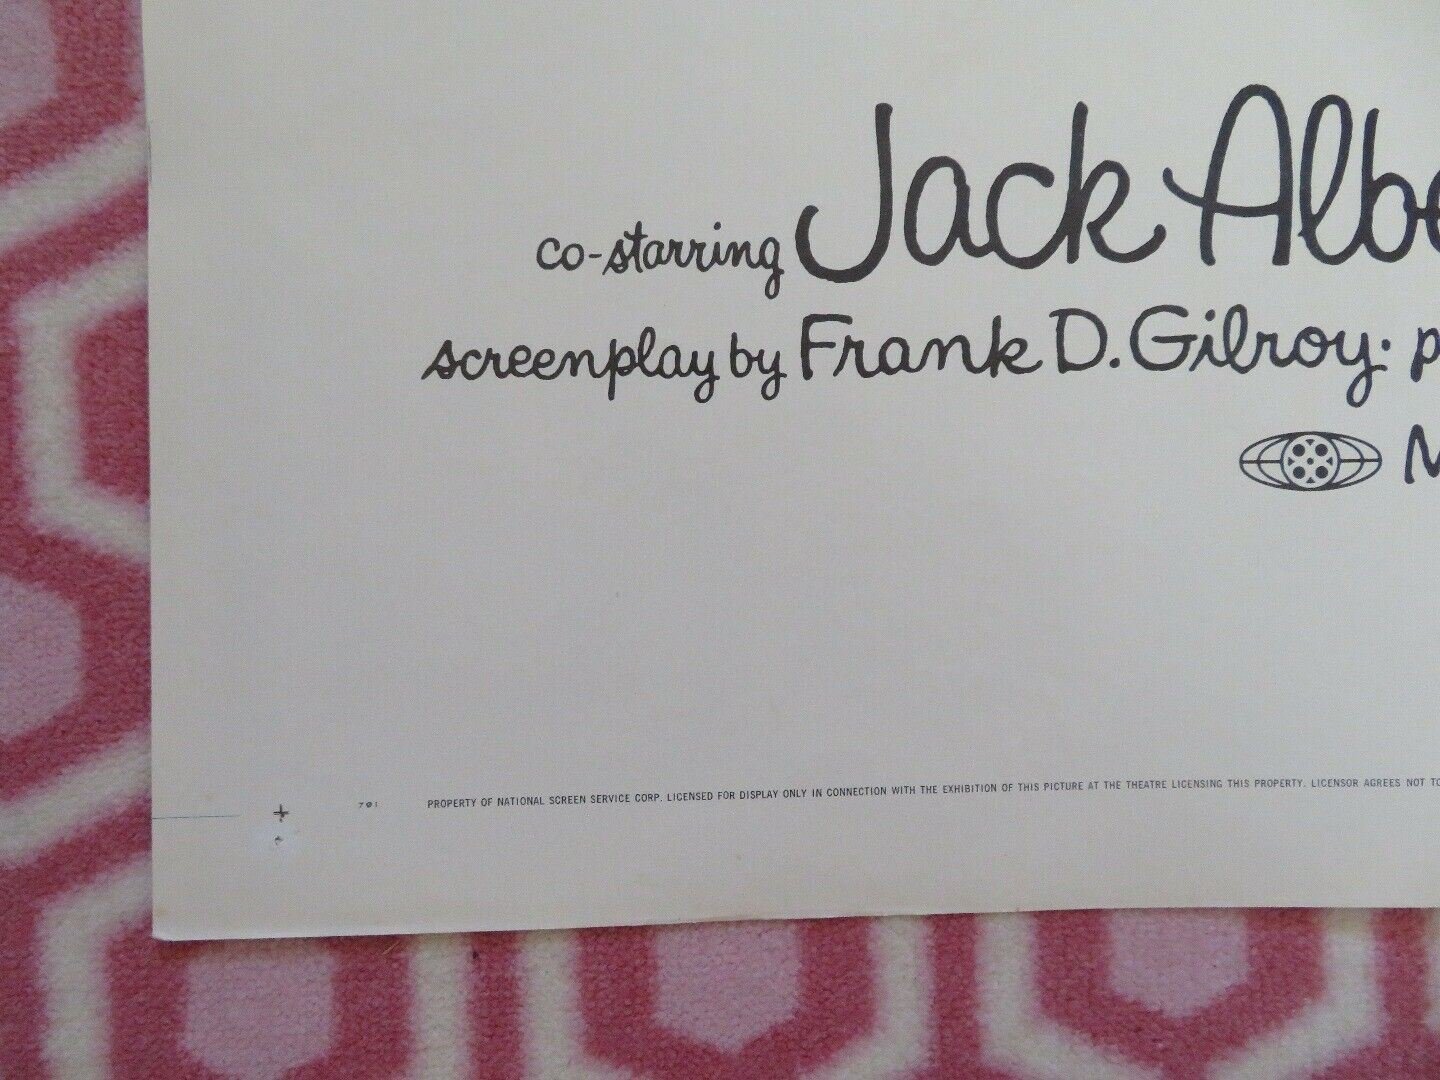 co-starring Jack Albe
screenplay by Frank D. Gilroy. p
M
701 PROPERTY OF NATIONAL SCREEN SERVICE CORP. LICENSED FOR DISPLAY ONLY IN CONNECTION WITH THE EXHIBITION OF THIS PICTURE AT THE THEATRE LICENSING THIS PROPERTY. LICENSOR AGREES NOT TO